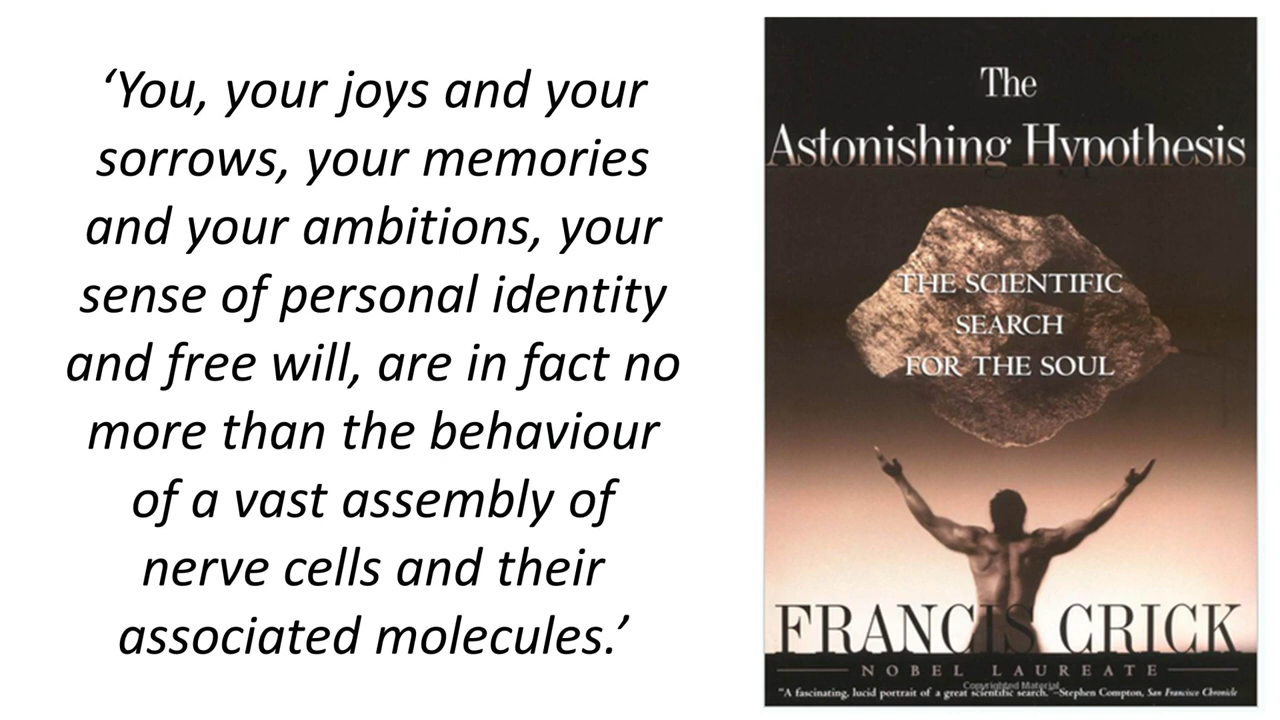 ‘You, your joys and your
sorrows, your memories
and your ambitions, your
sense of personal identity
and free will, are in fact no
more than the behaviour
of a vast assembly of
nerve cells and their
associated molecules.’
The
Astonishing Hypothesis
THE SCIENTIFIC
SEARCH
FOR THE SOUL
FRANCIS CRICK
NOBEL LAUREATE
Copyrighted Material
"A fascinating, lucid portrait of a great scientific search." –Stephen Compton, San Francisco Chronicle